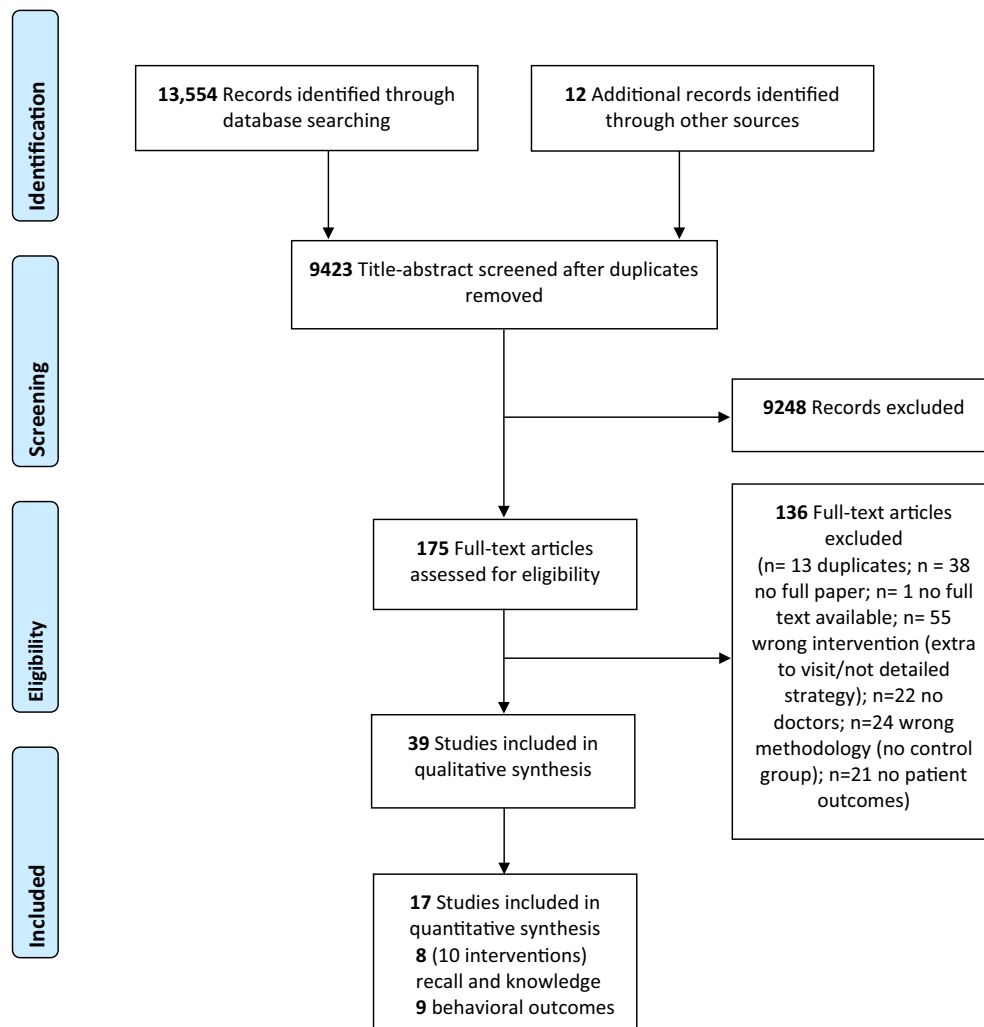 Identification
13,554 Records identified through
database searching
12 Additional records identified
through other sources
Screening
9423 Title-abstract screened after duplicates
removed
9248 Records excluded
Eligibility
175 Full-text articles
assessed for eligibility
136 Full-text articles
excluded
(n= 13 duplicates; n = 38
no full paper; n= 1 no full
text available; n= 55
wrong intervention (extra
to visit/not detailed
strategy); n=22 no
doctors; n=24 wrong
methodology (no control
group); n=21 no patient
outcomes)
Included
39 Studies included in
qualitative synthesis
17 Studies included in
quantitative synthesis
8 (10 interventions)
recall and knowledge
9 behavioral outcomes